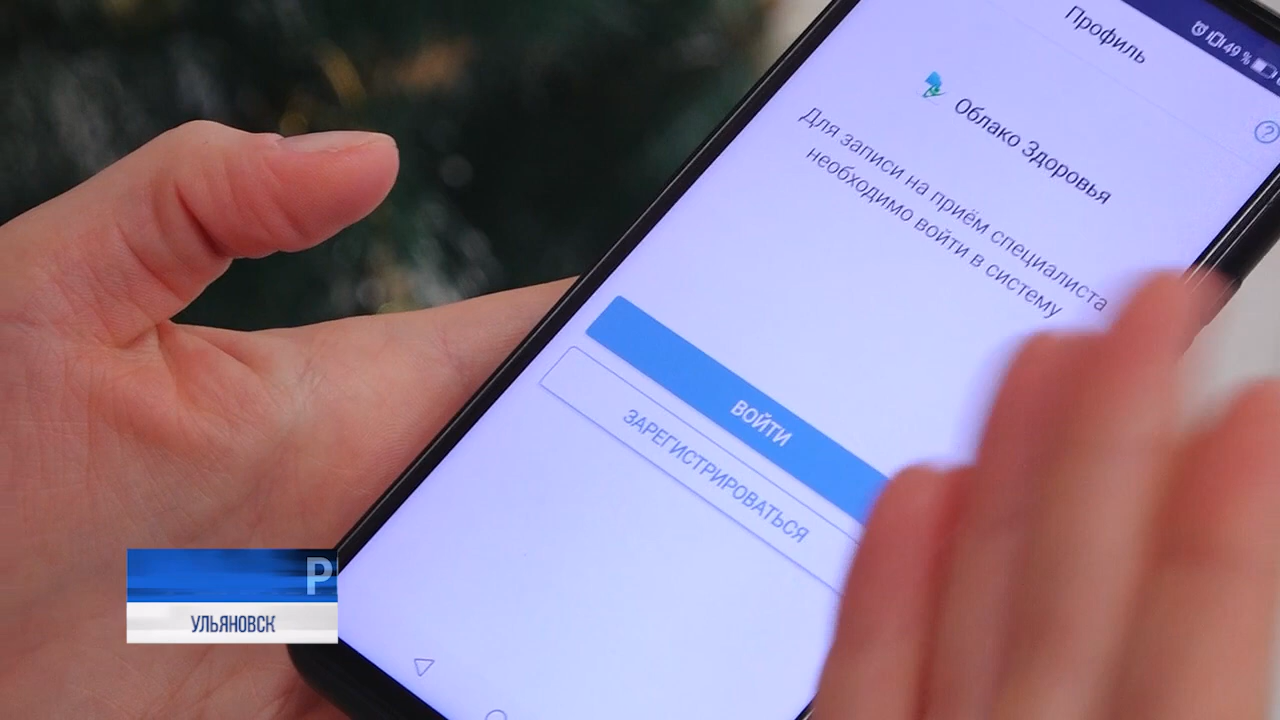 49 %
Профиль
Облако Здоровья
Для записи на приём специалиста
необходимо войти в систему
ВОЙТИ
ЗАРЕГИСТРИРОВАТЬСЯ
Р
УЛЬЯНОВСК